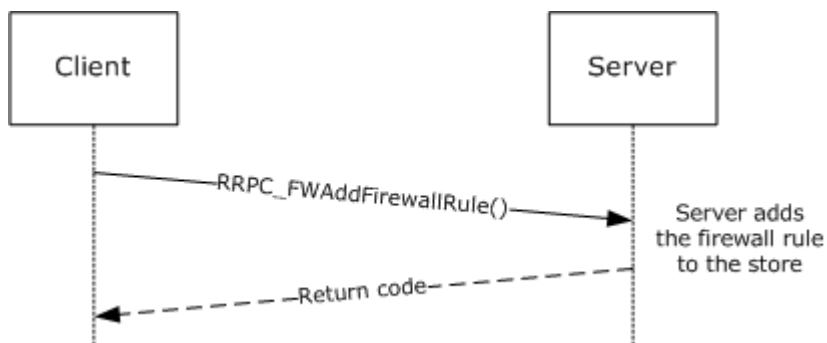 Client
Server
RRPC_FWAddFirewallRule()
Server adds
the firewall rule
to the store
Return code